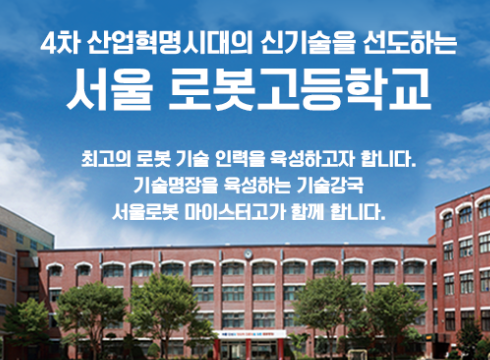 4차 산업혁명시대의 신기술을 선도하는
서울 로봇고등학교
최고의 로봇 기술 인력을 육성하고자 합니다.
기술명장을 육성하는 기술강국
서울로봇 마이스터고가 함께 합니다.